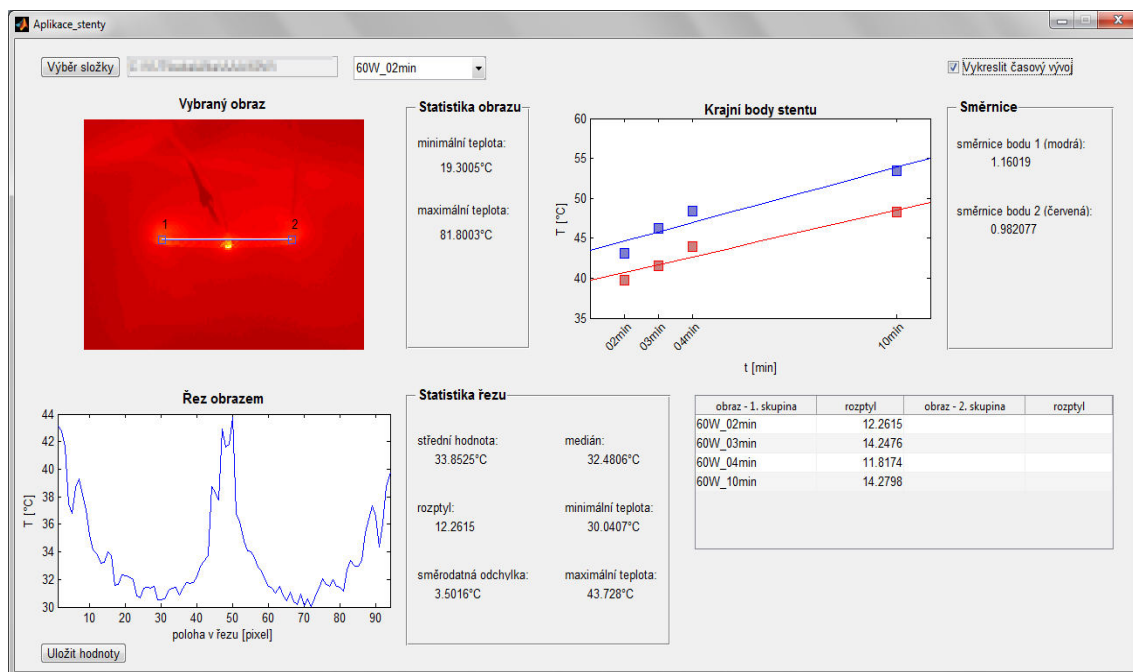 Aplikace_stenty
Výběr složky
60W_02min
Vykreslit časový vývoj
Vybraný obraz
1
2
Statistika obrazu
minimální teplota:
19.3005°C
maximální teplota:
81.8003°C
Krajní body stentu
T [°C]
60
55
50
45
40
35
02min
03min
04min
10min
t [min]
Směrnice
směrnice bodu 1 (modrá):
1.16019
směrnice bodu 2 (červená):
0.982077
Řez obrazem
T [°C]
44
42
40
38
36
34
32
30
10 20 30 40 50 60 70 80 90
poloha v řezu [pixel]
Uložit hodnoty
Statistika řezu
střední hodnota: medián:
33.8525°C 32.4806°C
rozptyl: minimální teplota:
12.2615 30.0407°C
směrodatná odchylka: maximální teplota:
3.5016°C 43.728°C
obraz - 1. skupina rozptyl obraz - 2. skupina rozptyl
60W_02min 12.2615
60W_03min 14.2476
60W_04min 11.8174
60W_10min 14.2798